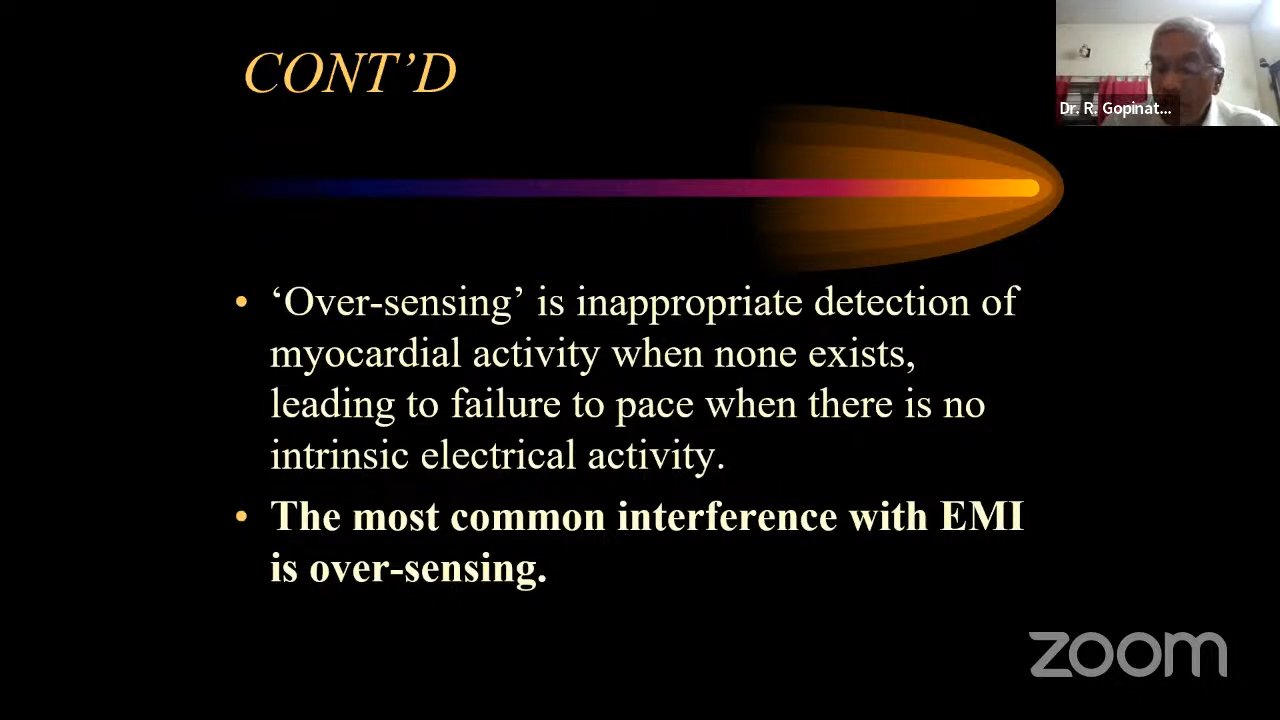 CONT’D
Dr. R. Gopinat...
• ‘Over-sensing’ is inappropriate detection of
myocardial activity when none exists,
leading to failure to pace when there is no
intrinsic electrical activity.
• The most common interference with EMI
is over-sensing.
zoom